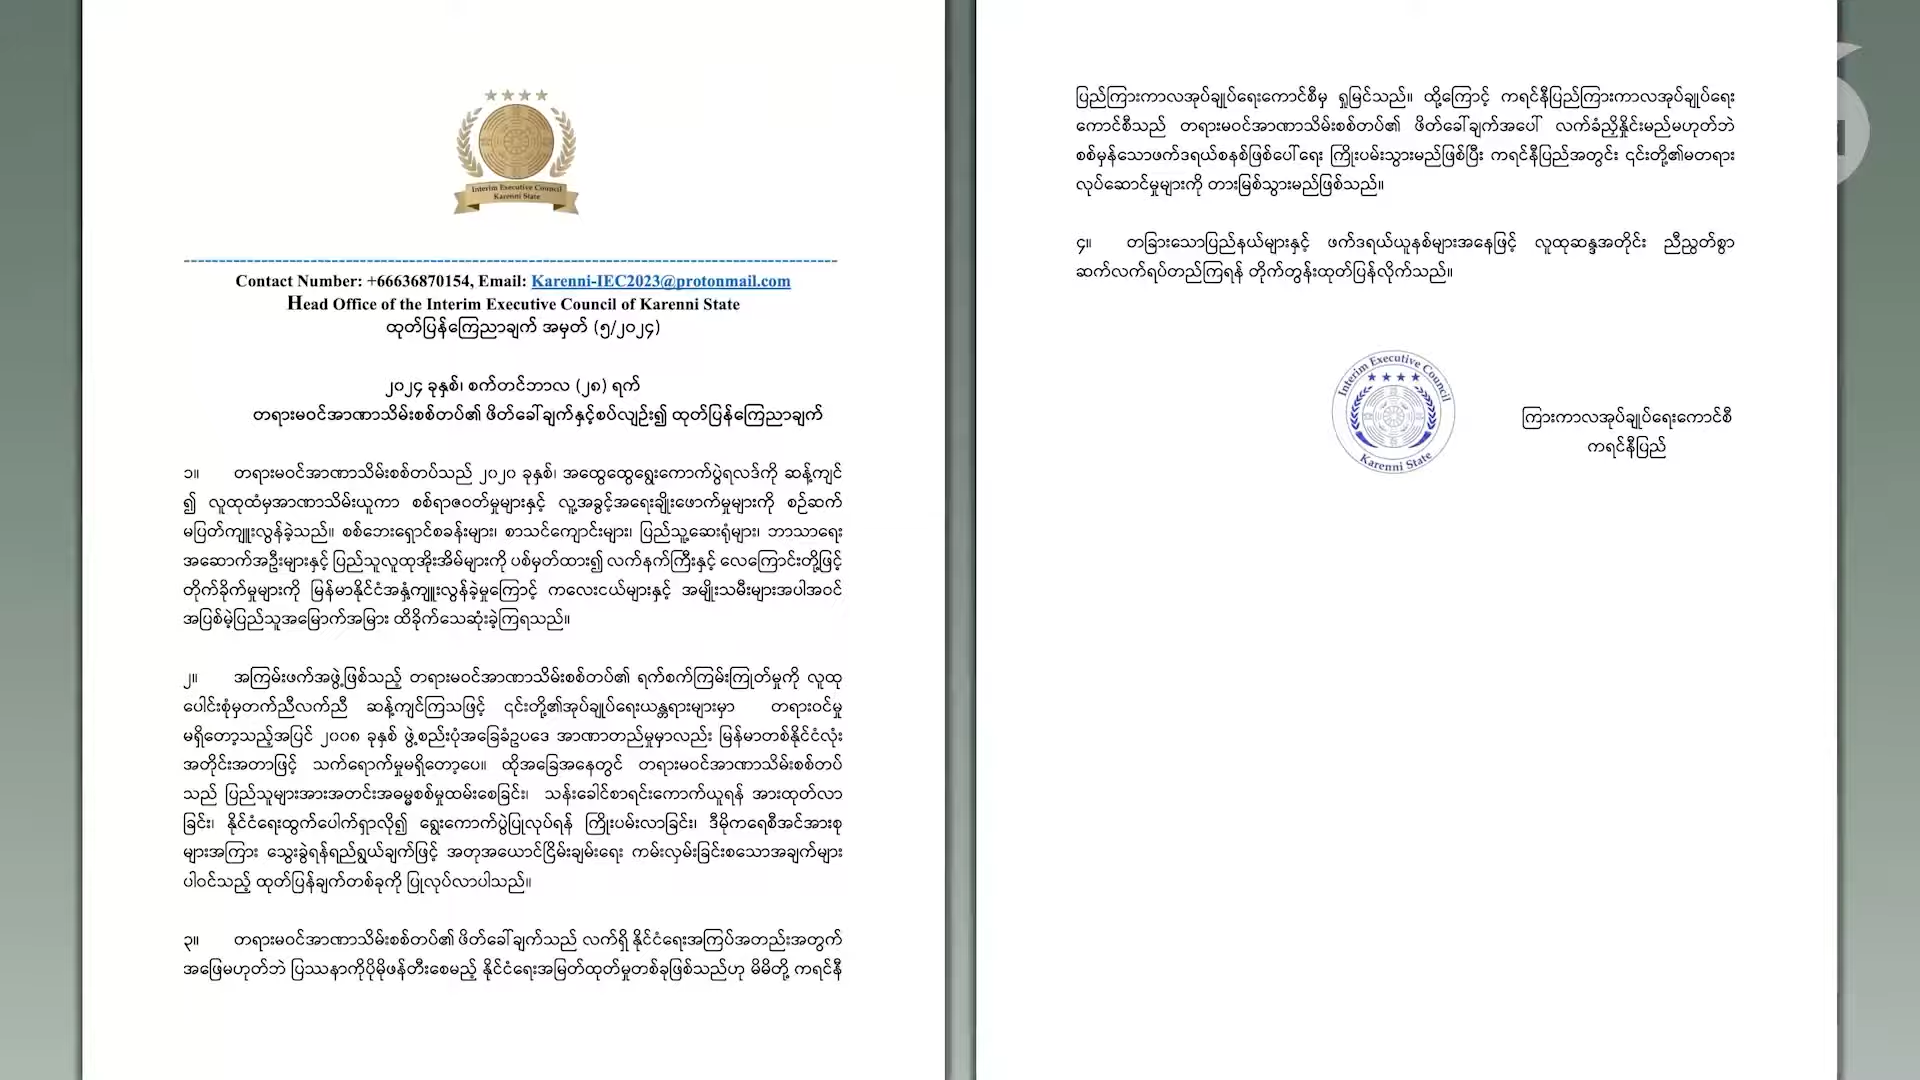 Interim Executive Council
Karenni State
Contact Number: +66636870154, Email: Karenni-IEC2023@protonmail.com
Head Office of the Interim Executive Council of Karenni State
ထုတ်ပြန်ကြေညာချက် အမှတ် (၅/၂၀၂၄)
၂၀၂၄ ခုနှစ်၊ စက်တင်ဘာလ (၂၈) ရက်
တရားမဝင်အာဏာသိမ်းစစ်တပ်၏ ဖိတ်ခေါ်ချက်နှင့်စပ်လျဉ်း၍ ထုတ်ပြန်ကြေညာချက်
၁။ တရားမဝင်အာဏာသိမ်းစစ်တပ်သည် ၂၀၂၀ ခုနှစ်၊ အထွေထွေရွေးကောက်ပွဲရလဒ်ကို ဆန့်ကျင်
၍ လူထုထံမှအာဏာသိမ်းယူကာ စစ်ရာဇဝတ်မှုများနှင့် လူ့အခွင့်အရေးချိုးဖောက်မှုများကို စဉ်ဆက်
မပြတ်ကျူးလွန်ခဲ့သည်။ စစ်ဘေးရှောင်စခန်းများ၊ စာသင်ကျောင်းများ၊ ပြည်သူ့ဆေးရုံများ၊ ဘာသာရေး
အဆောက်အဦးများနှင့် ပြည်သူလူထုအိုးအိမ်များကို ပစ်မှတ်ထား၍ လက်နက်ကြီးနှင့် လေကြောင်းတို့ဖြင့်
တိုက်ခိုက်မှုများကို မြန်မာနိုင်ငံအနှံ့ကျူးလွန်ခဲ့မှုကြောင့် ကလေးငယ်များနှင့် အမျိုးသမီးများအပါအဝင်
အပြစ်မဲ့ပြည်သူအမြောက်အမြား ထိခိုက်သေဆုံးခဲ့ကြရသည်။
၂။ အကြမ်းဖက်အဖွဲ့ဖြစ်သည့် တရားမဝင်အာဏာသိမ်းစစ်တပ်၏ ရက်စက်ကြမ်းကြုတ်မှုကို လူထု
ပေါင်းစုံမှတက်ညီလက်ညီ ဆန့်ကျင်ကြသဖြင့် ၎င်းတို့၏အုပ်ချုပ်ရေးယန္တရားများမှာ တရားဝင်မှု
မရှိတော့သည့်အပြင် ၂၀၀၈ ခုနှစ် ဖွဲ့စည်းပုံအခြေခံဥပဒေ အာဏာတည်မှုမှာလည်း မြန်မာတစ်နိုင်ငံလုံး
အတိုင်းအတာဖြင့် သက်ရောက်မှုမရှိတော့ပေ။ ထိုအခြေအနေတွင် တရားမဝင်အာဏာသိမ်းစစ်တပ်
သည် ပြည်သူများအားအတင်းအဓမ္မစစ်မှုထမ်းစေခြင်း၊ သန်းခေါင်စာရင်းကောက်ယူရန် အားထုတ်လာ
ခြင်း၊ နိုင်ငံရေးထွက်ပေါက်ရှာလို၍ ရွေးကောက်ပွဲပြုလုပ်ရန် ကြိုးပမ်းလာခြင်း၊ ဒီမိုကရေစီအင်အားစု
များအကြား သွေးခွဲရန်ရည်ရွယ်ချက်ဖြင့် အတုအယောင်ငြိမ်းချမ်းရေး ကမ်းလှမ်းခြင်းစသောအချက်များ
ပါဝင်သည့် ထုတ်ပြန်ချက်တစ်ခုကို ပြုလုပ်လာပါသည်။
၃။ တရားမဝင်အာဏာသိမ်းစစ်တပ်၏ ဖိတ်ခေါ်ချက်သည် လက်ရှိ နိုင်ငံရေးအကြပ်အတည်းအတွက်
အဖြေမဟုတ်ဘဲ ပြဿနာကိုပိုမိုဖန်တီးစေမည့် နိုင်ငံရေးအမြတ်ထုတ်မှုတစ်ခုဖြစ်သည်ဟု မိမိတို့ ကရင်နီ
ပြည်ကြားကာလအုပ်ချုပ်ရေးကောင်စီမှ ရှုမြင်သည်။ ထို့ကြောင့် ကရင်နီပြည်ကြားကာလအုပ်ချုပ်ရေး
ကောင်စီသည် တရားမဝင်အာဏာသိမ်းစစ်တပ်၏ ဖိတ်ခေါ်ချက်အပေါ် လက်ခံညှိနှိုင်းမည်မဟုတ်ဘဲ
စစ်မှန်သောဖက်ဒရယ်စနစ်ဖြစ်ပေါ်ရေး ကြိုးပမ်းသွားမည်ဖြစ်ပြီး ကရင်နီပြည်အတွင်း ၎င်းတို့၏မတရား
လုပ်ဆောင်မှုများကို တားမြစ်သွားမည်ဖြစ်သည်။
၄။ တခြားသောပြည်နယ်များနှင့် ဖက်ဒရယ်ယူနစ်များအနေဖြင့် လူထုဆန္ဒအတိုင်း ညီညွတ်စွာ
ဆက်လက်ရပ်တည်ကြရန် တိုက်တွန်းထုတ်ပြန်လိုက်သည်။
Interim Executive Council
Karenni State
ကြားကာလအုပ်ချုပ်ရေးကောင်စီ
ကရင်နီပြည်